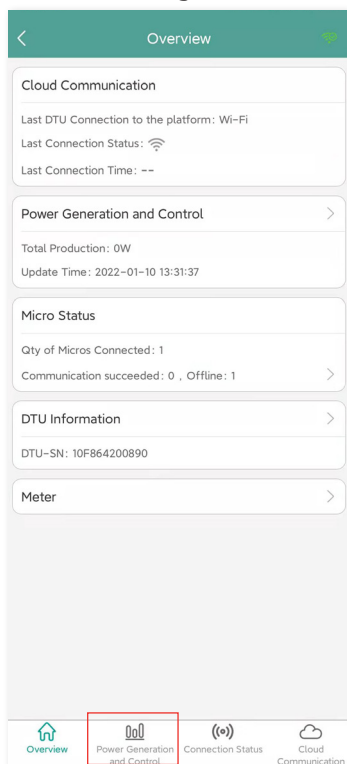 Overview
Cloud Communication
Last DTU Connection to the platform: Wi-Fi
Last Connection Status:
Last Connection Time: --
Power Generation and Control
Total Production: 0W
Update Time: 2022-01-10 13:31:37
Micro Status
Qty of Micros Connected: 1
Communication succeeded: 0 , Offline: 1
DTU Information
DTU-SN: 10F864200890
Meter
Overview
Power Generation
and Control
Connection Status
Cloud
Communication